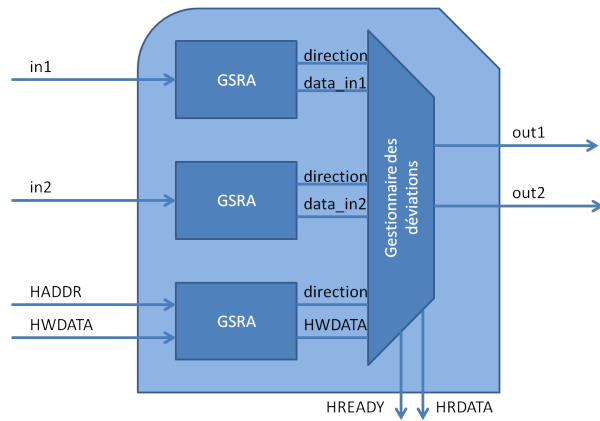 in1
GSRA
direction
data_in1
in2
GSRA
direction
data_in2
Gestionnaire des
déviations
out1
out2
HADDR
HWDATA
GSRA
direction
HWDATA
HREADY
HRDATA